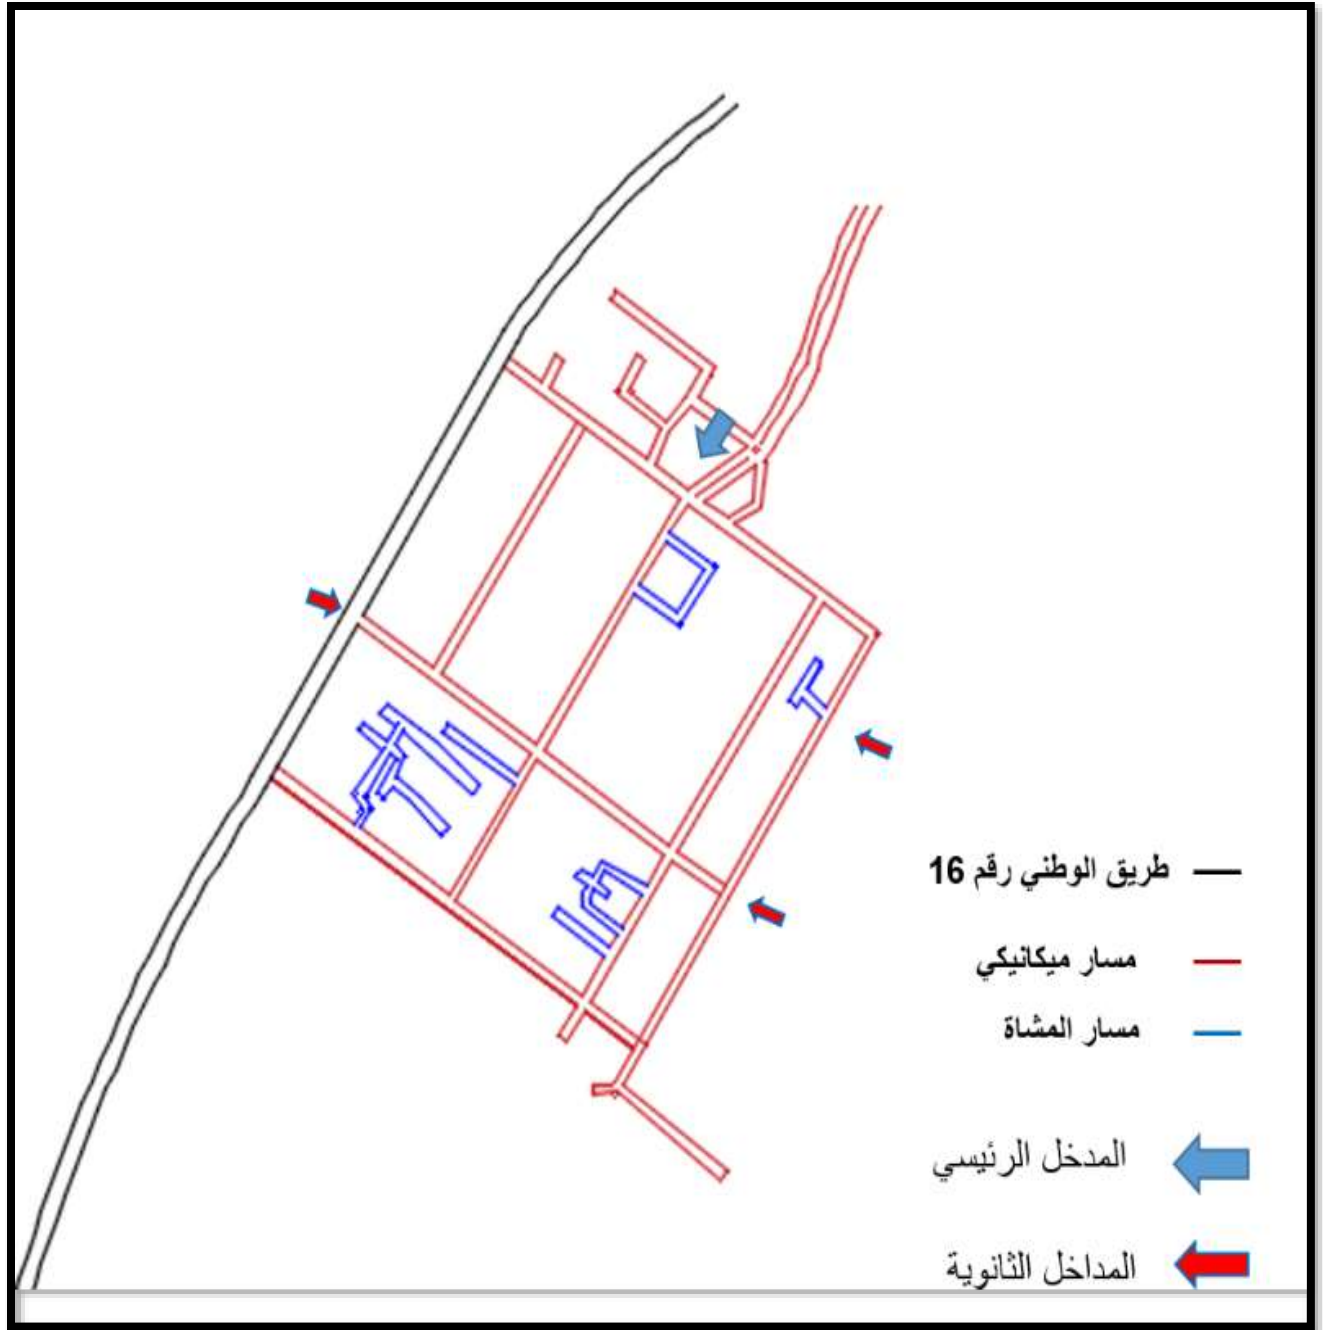 طريق الوطني رقم 16
مسار ميكانيكي
مسار المشاة
المدخل الرئيسي
المداخل الثانوية